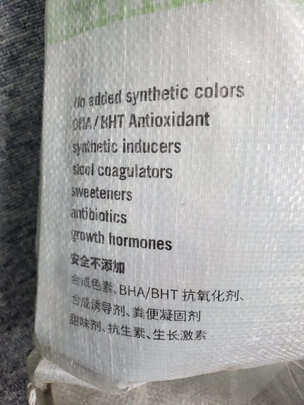 No added synthetic colors
BHA/BHT Antioxidant
synthetic inducers
stool coagulators
sweeteners
antibiotics
growth hormones
安全不添加
合成色素、BHA/BHT 抗氧化剂、
合成诱导剂、粪便凝固剂
甜味剂、抗生素、生长激素